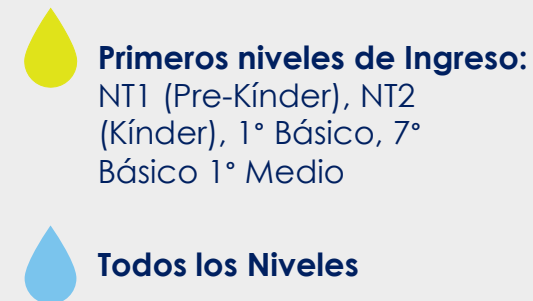 Primeros niveles de Ingreso:
NT1 (Pre-Kínder), NT2
(Kínder), 1° Básico, 7°
Básico 1° Medio
Todos los Niveles